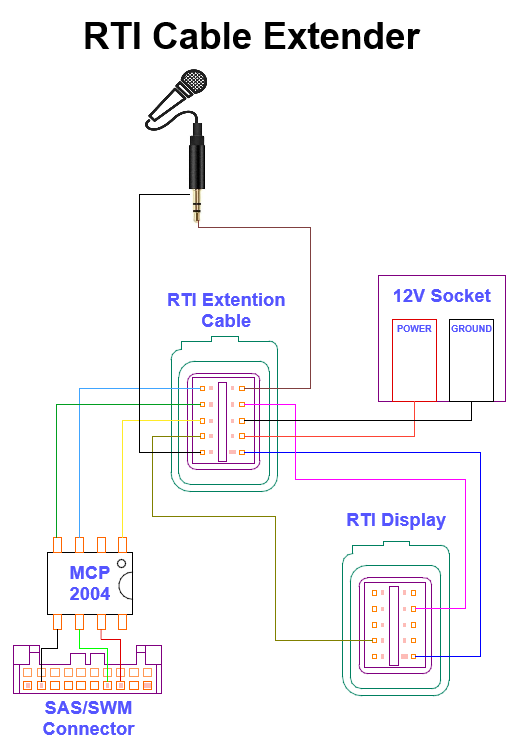 RTI Cable Extender
RTI Extention
Cable
12V Socket
POWER
GROUND
RTI Display
MCP
2004
SAS/SWM
Connector